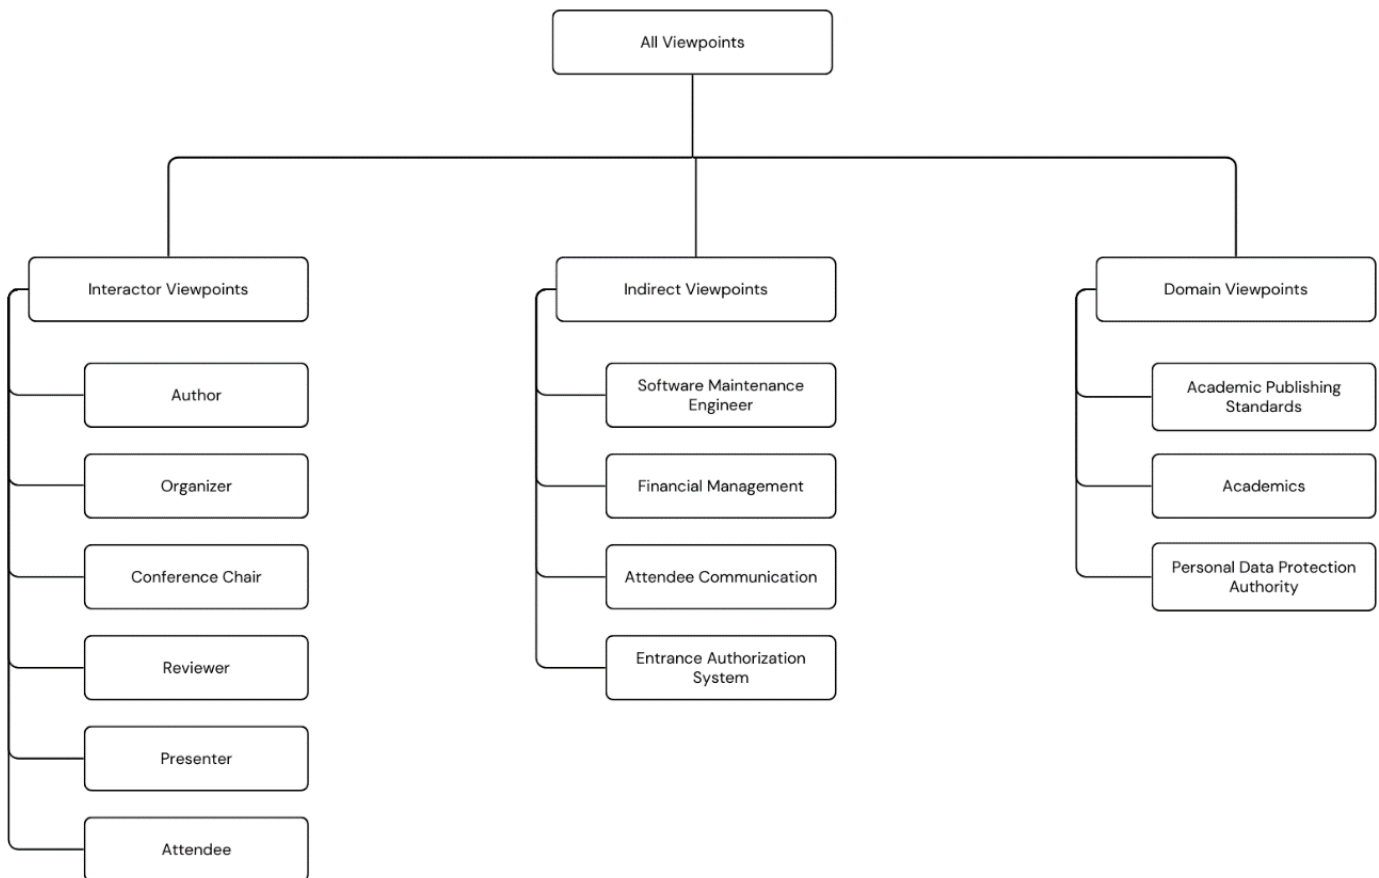 All Viewpoints
Interactor Viewpoints
Author
Organizer
Conference Chair
Reviewer
Presenter
Attendee
Indirect Viewpoints
Software Maintenance
Engineer
Financial Management
Attendee Communication
Entrance Authorization
System
Domain Viewpoints
Academic Publishing
Standards
Academics
Personal Data Protection
Authority